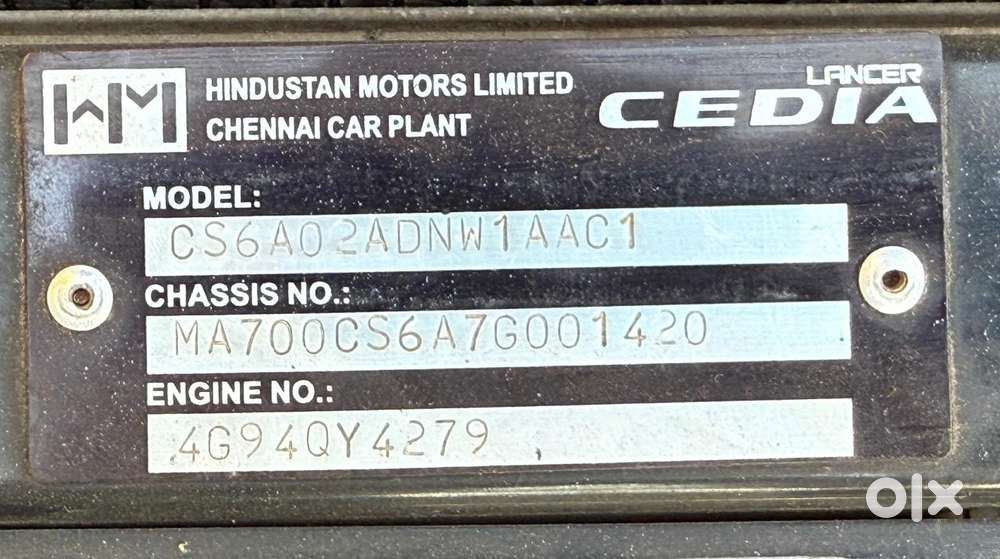 HM
HINDUSTAN MOTORS LIMITED
CHENNAI CAR PLANT
LANCER
CEDIA
MODEL:
CS6A02ADNW1AAC1
CHASSIS NO.:
MA700CS6A7G001420
ENGINE NO.:
4G94QY4279
olx